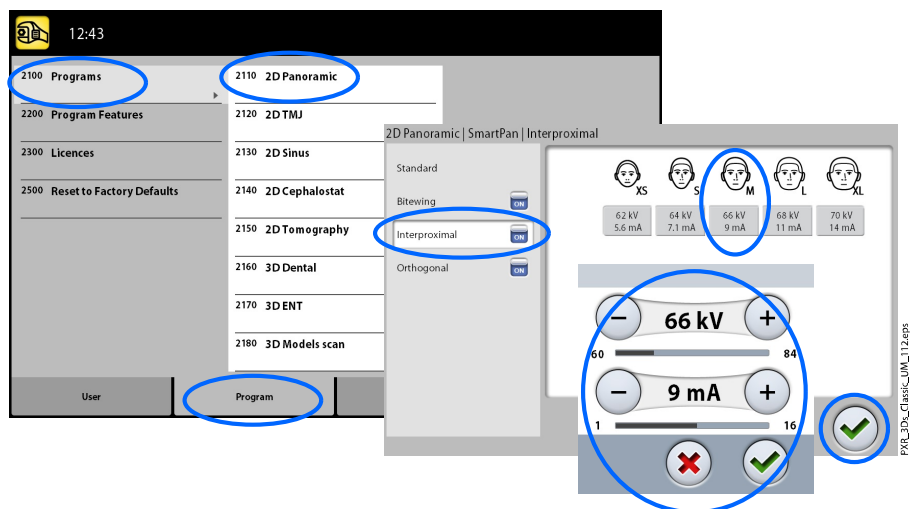 12:43
2100 Programs
2200 Program Features
2300 Licences
2500 Reset to Factory Defaults
2110 2D Panoramic
2120 2D TMJ
2130 2D Sinus
2140 2D Cephalostat
2150 2D Tomography
2160 3D Dental
2170 3D ENT
2180 3D Models scan
User
Program
2D Panoramic | SmartPan | Interproximal
Standard
Bitewing ON
Interproximal ON
Orthogonal ON
XS S M L XL
62 kV 64 kV 66 kV 68 kV 70 kV
5.6 mA 7.1 mA 9 mA 11 mA 14 mA
− 66 kV +
60 84
− 9 mA +
1 16
PXR_3Ds_Classic_UM_112.eps